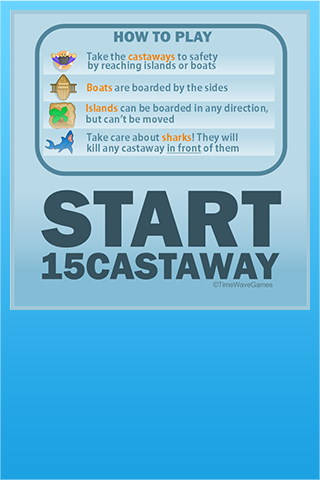 HOW TO PLAY
Take the castaways to safety
by reaching islands or boats
Boats are boarded by the sides
Islands can be boarded in any direction,
but can't be moved
Take care about sharks! They will
kill any castaway in front of them
START
15CASTAWAY
©TimeWaveGames